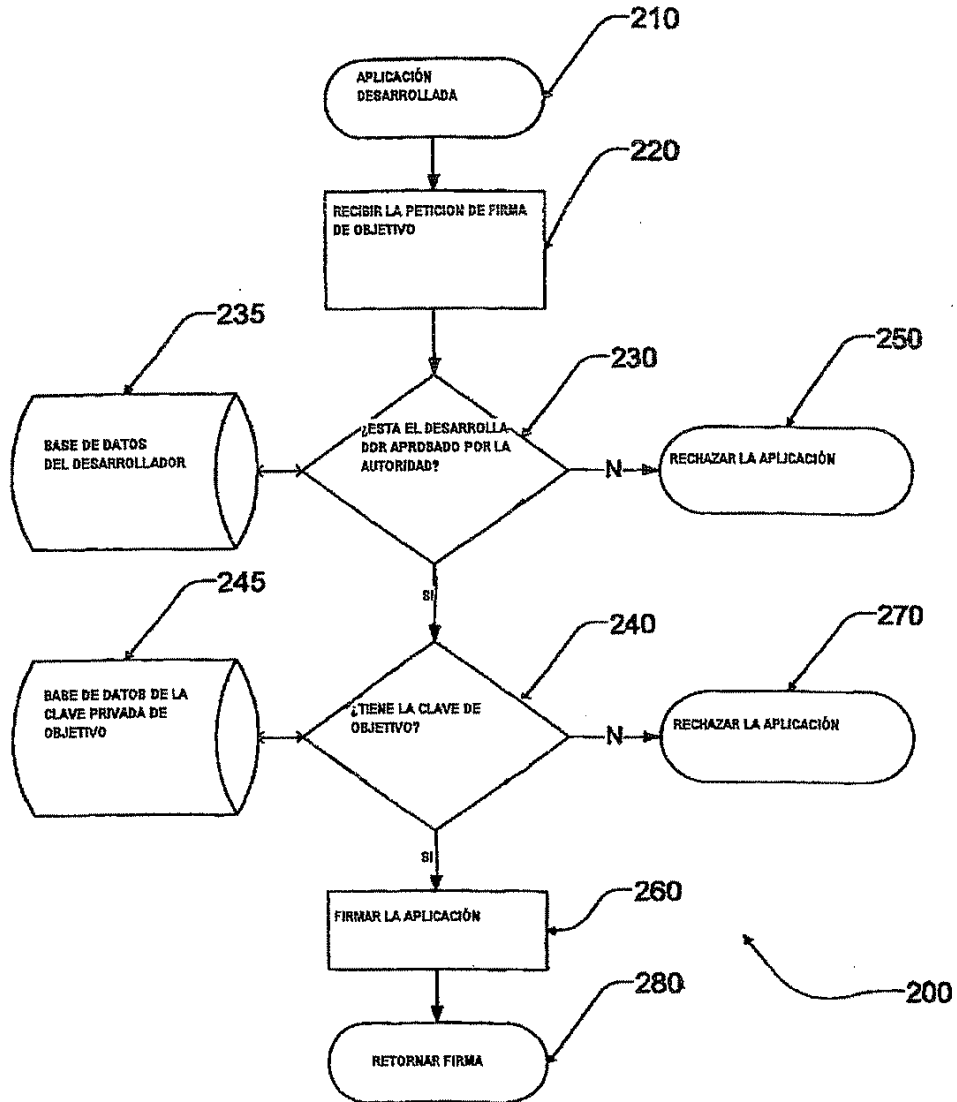 210
APLICACIÓN
DESARROLLADA
220
RECIBIR LA PETICION DE FIRMA
DE OBJETIVO
235
230
250
BASE DE DATOS
DEL DESARROLLADOR
¿ESTA EL DESARROLLA
DOR APROBADO POR LA
AUTORIDAD?
N
RECHAZAR LA APLICACIÓN
SI
245
240
270
BASE DE DATOS DE LA
CLAVE PRIVADA DE
OBJETIVO
¿TIENE LA CLAVE DE
OBJETIVO?
N
RECHAZAR LA APLICACIÓN
SI
FIRMAR LA APLICACIÓN
260
200
280
RETORNAR FIRMA